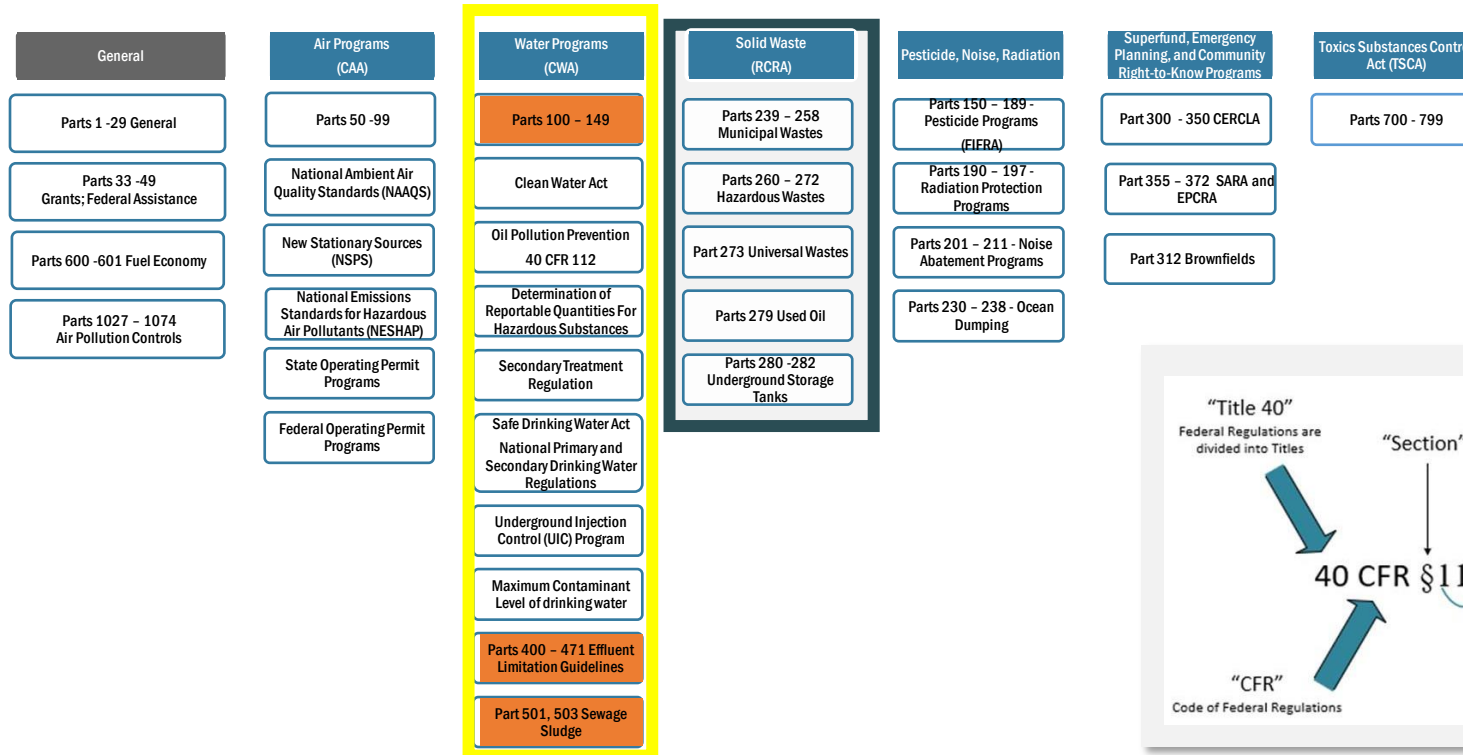 General
Parts 1 -29 General
Parts 33 -49
Grants; Federal Assistance
Parts 600 -601 Fuel Economy
Parts 1027 – 1074
Air Pollution Controls
Air Programs
(CAA)
Parts 50 -99
National Ambient Air
Quality Standards (NAAQS)
New Stationary Sources
(NSPS)
National Emissions
Standards for Hazardous
Air Pollutants (NESHAP)
State Operating Permit
Programs
Federal Operating Permit
Programs
Water Programs
(CWA)
Parts 100 – 149
Clean Water Act
Oil Pollution Prevention
40 CFR 112
Determination of
Reportable Quantities For
Hazardous Substances
Secondary Treatment
Regulation
Safe Drinking Water Act
National Primary and
Secondary Drinking Water
Regulations
Underground Injection
Control (UIC) Program
Maximum Contaminant
Level of drinking water
Parts 400 – 471 Effluent
Limitation Guidelines
Part 501, 503 Sewage
Sludge
Solid Waste
(RCRA)
Parts 239 – 258
Municipal Wastes
Parts 260 – 272
Hazardous Wastes
Part 273 Universal Wastes
Parts 279 Used Oil
Parts 280 -282
Underground Storage
Tanks
Pesticide, Noise, Radiation
Parts 150 – 189 -
Pesticide Programs
(FIFRA)
Parts 190 – 197 -
Radiation Protection
Programs
Parts 201 – 211 - Noise
Abatement Programs
Parts 230 – 238 - Ocean
Dumping
Superfund, Emergency
Planning, and Community
Right-to-Know Programs
Part 300 - 350 CERCLA
Part 355 – 372 SARA and
EPCRA
Part 312 Brownfields
Toxics Substances Contr
Act (TSCA)
Parts 700 - 799
"Title 40"
Federal Regulations are
divided into Titles
"Section"
40 CFR §11
"CFR"
Code of Federal Regulations